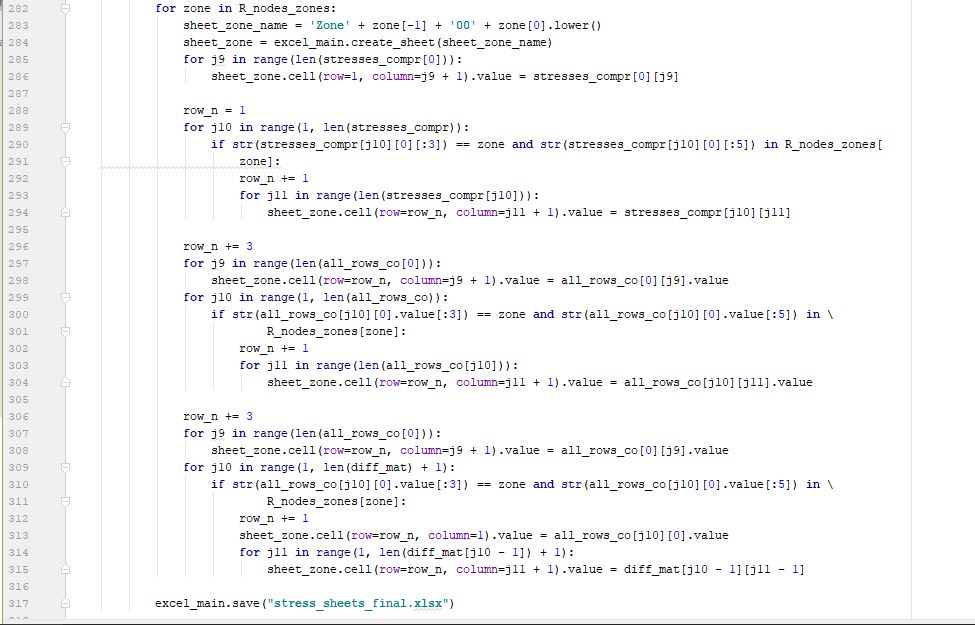 282 for zone in R_nodes_zones:
283 sheet_zone_name = 'Zone' + zone[-1] + '00' + zone[0].lower()
284 sheet_zone = excel_main.create_sheet(sheet_zone_name)
285 for j9 in range(len(stresses_compr[0])):
286 sheet_zone.cell(row=1, column=j9 + 1).value = stresses_compr[0][j9]
287
288 row_n = 1
289 for j10 in range(1, len(stresses_compr)):
290 if str(stresses_compr[j10][0][:3]) == zone and str(stresses_compr[j10][0][:5]) in R_nodes_zones[
291 zone]:
292 row_n += 1
293 for j11 in range(len(stresses_compr[j10])):
294 sheet_zone.cell(row=row_n, column=j11 + 1).value = stresses_compr[j10][j11]
295
296 row_n += 3
297 for j9 in range(len(all_rows_co[0])):
298 sheet_zone.cell(row=row_n, column=j9 + 1).value = all_rows_co[0][j9].value
299 for j10 in range(1, len(all_rows_co)):
300 if str(all_rows_co[j10][0].value[:3]) == zone and str(all_rows_co[j10][0].value[:5]) in \
301 R_nodes_zones[zone]:
302 row_n += 1
303 for j11 in range(len(all_rows_co[j10])):
304 sheet_zone.cell(row=row_n, column=j11 + 1).value = all_rows_co[j10][j11].value
305
306 row_n += 3
307 for j9 in range(len(all_rows_co[0])):
308 sheet_zone.cell(row=row_n, column=j9 + 1).value = all_rows_co[0][j9].value
309 for j10 in range(1, len(diff_mat) + 1):
310 if str(all_rows_co[j10][0].value[:3]) == zone and str(all_rows_co[j10][0].value[:5]) in \
311 R_nodes_zones[zone]:
312 row_n += 1
313 sheet_zone.cell(row=row_n, column=1).value = all_rows_co[j10][0].value
314 for j11 in range(1, len(diff_mat[j10 - 1]) + 1):
315 sheet_zone.cell(row=row_n, column=j11 + 1).value = diff_mat[j10 - 1][j11 - 1]
316
317 excel_main.save("stress_sheets_final.xlsx")